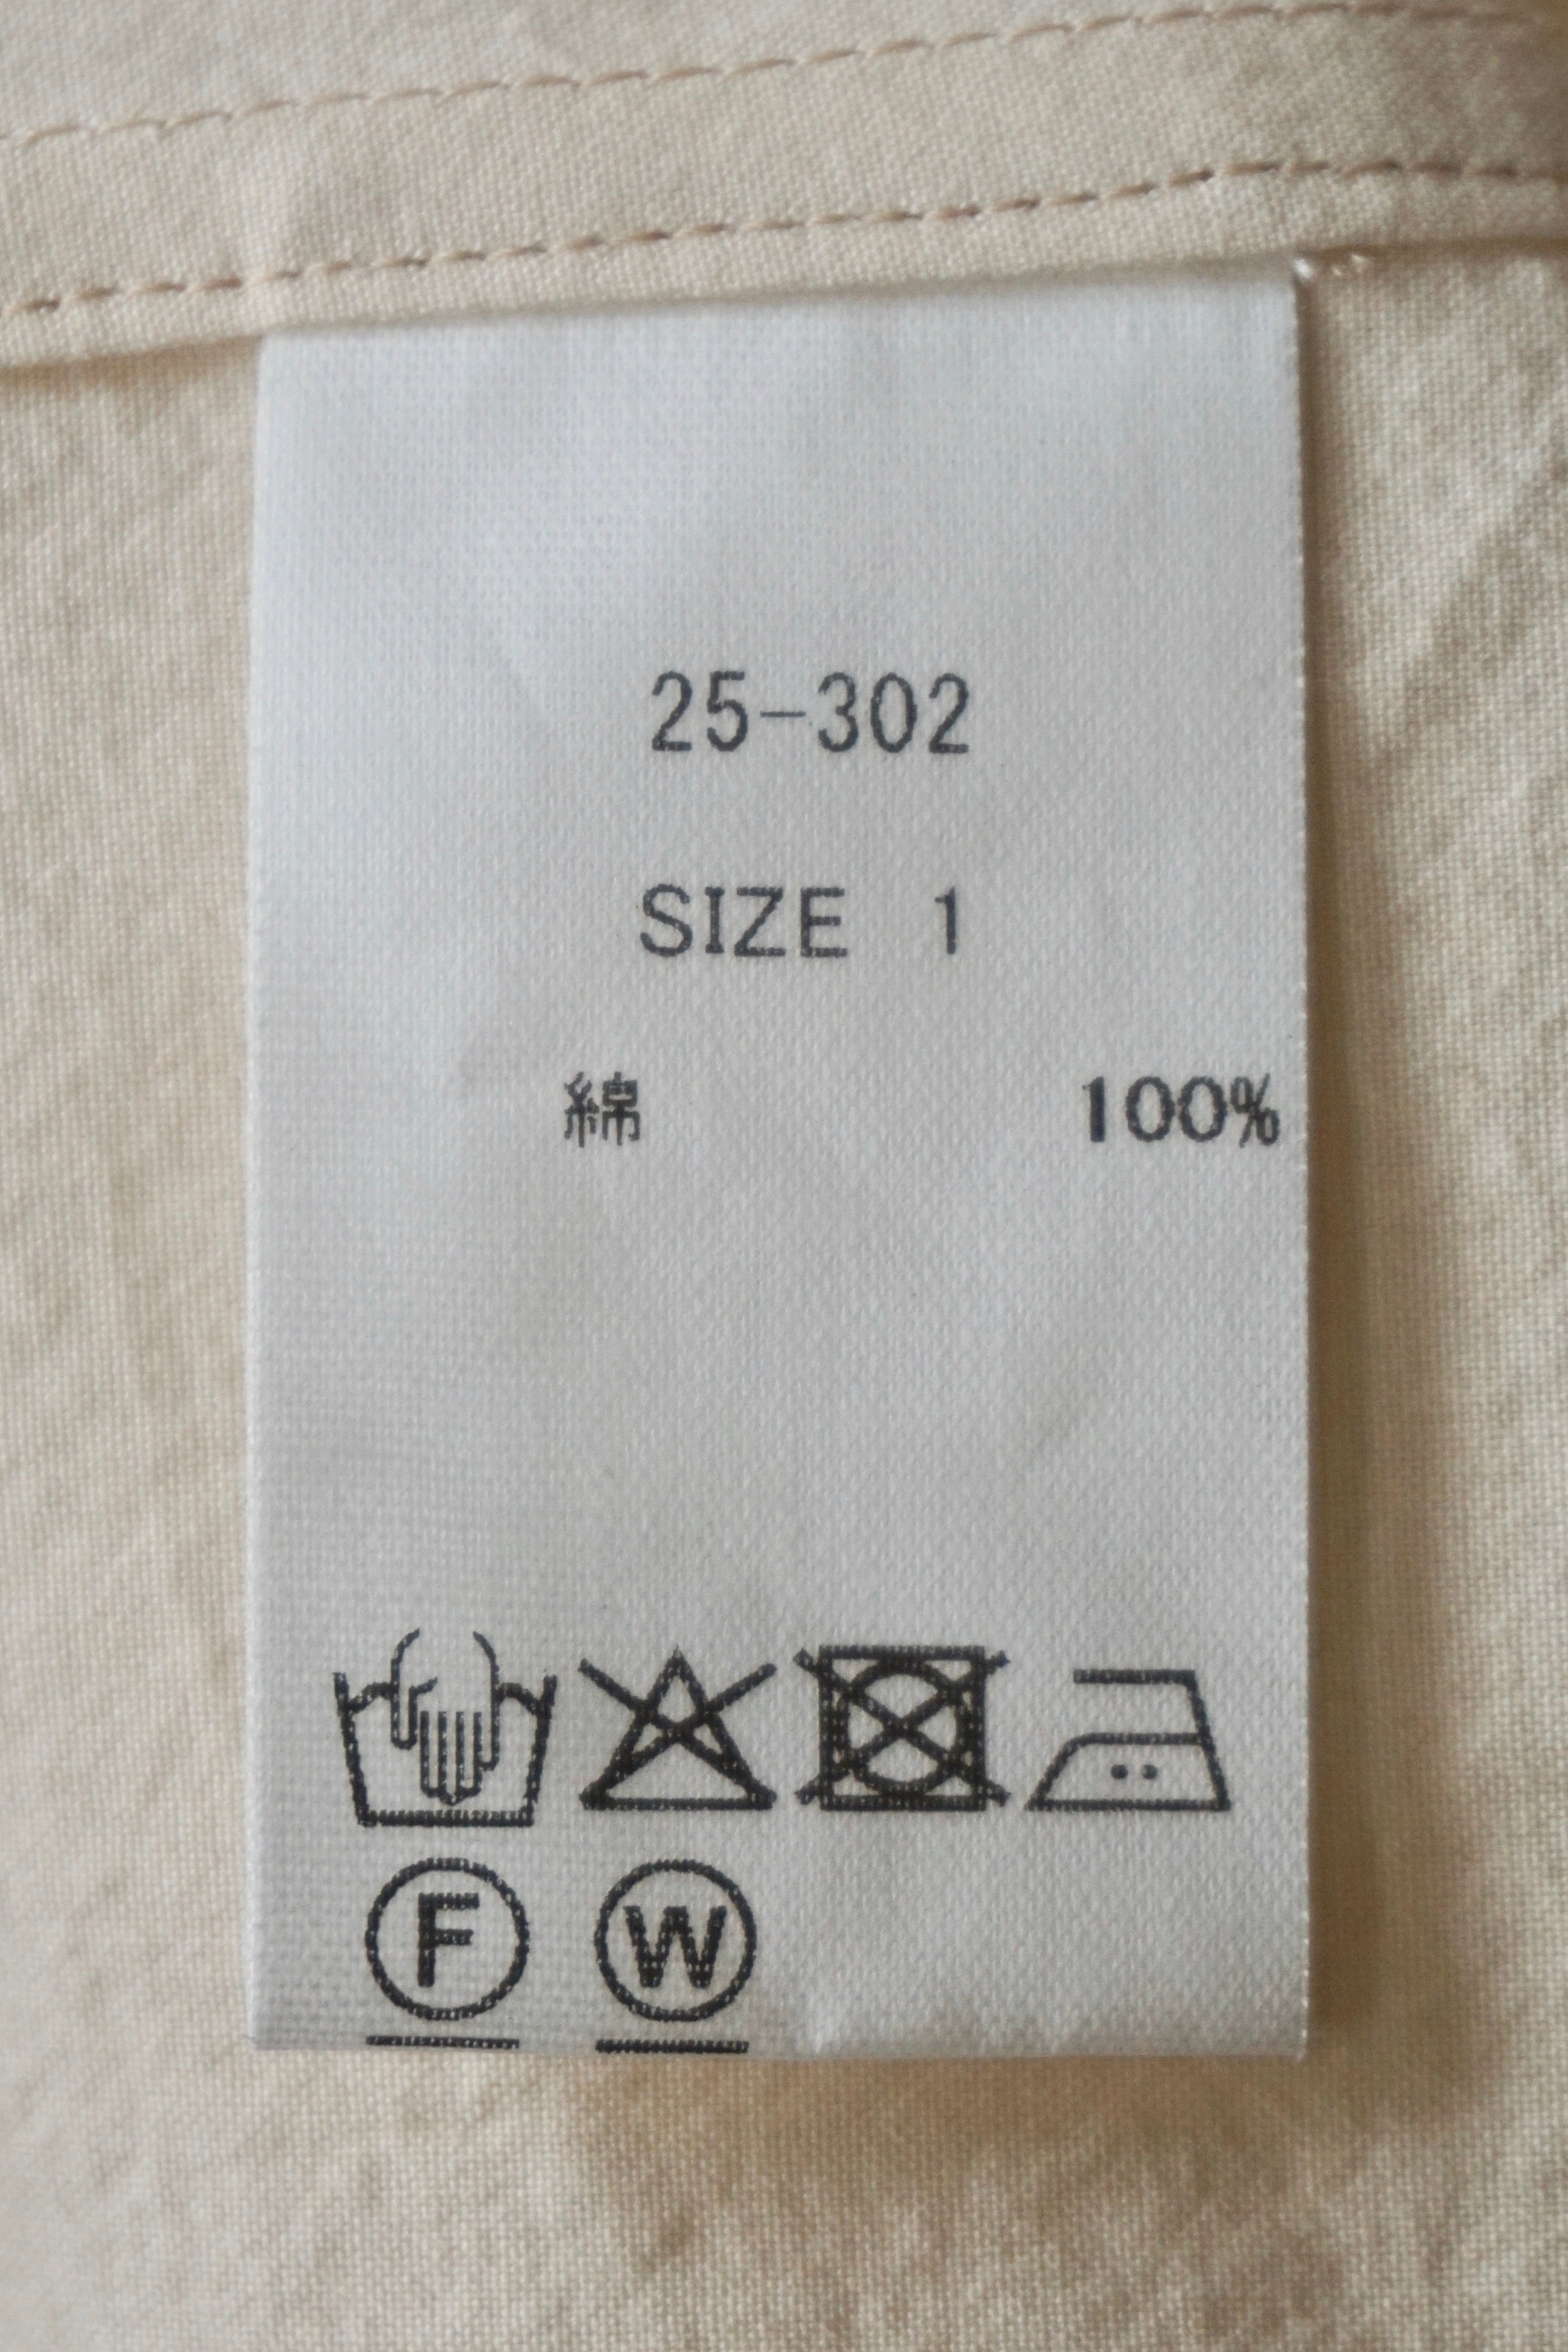 25-302
SIZE 1
綿 100%
F W